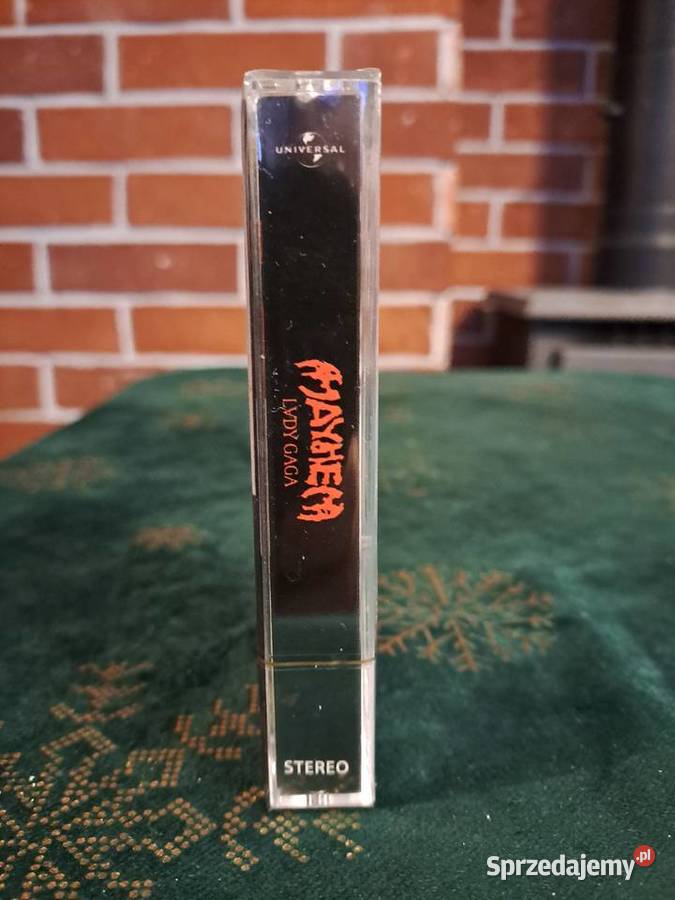 UNIVERSAL
MAYHEM
LADY GAGA
STEREO
Sprzedajemy.pl